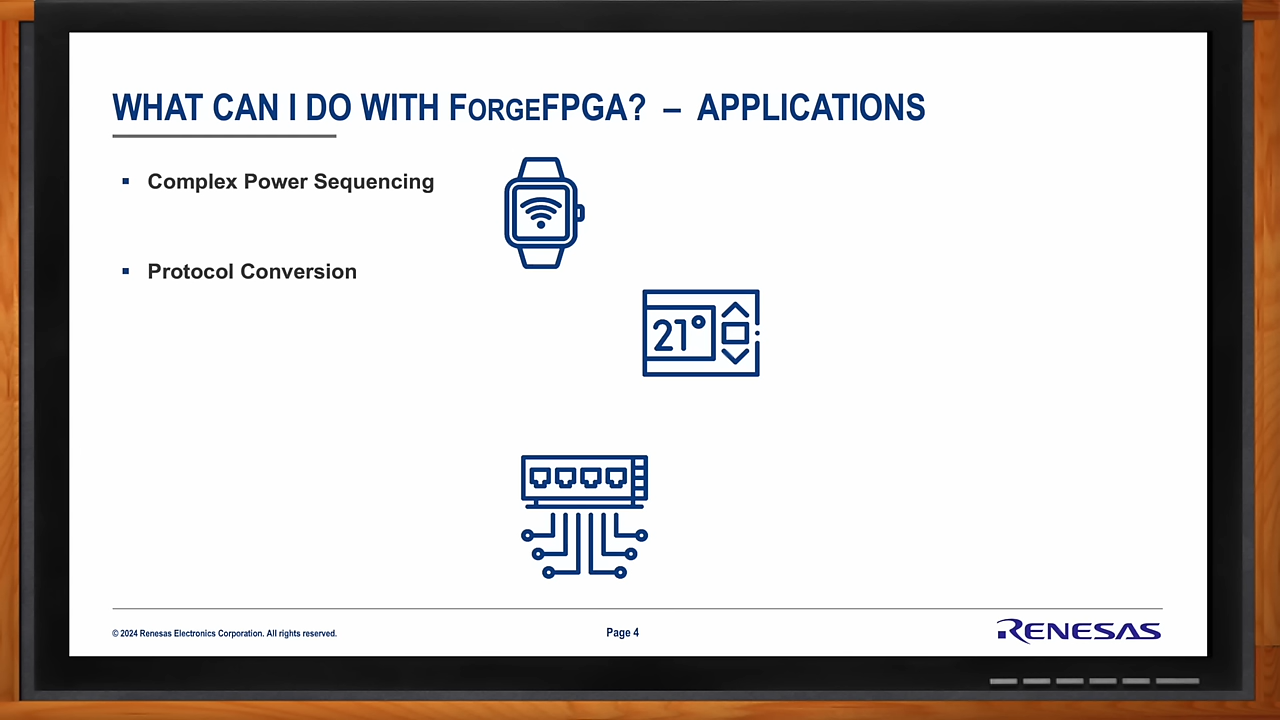 WHAT CAN I DO WITH FORGEFPGA? – APPLICATIONS
▪ Complex Power Sequencing
▪ Protocol Conversion
21°
© 2024 Renesas Electronics Corporation. All rights reserved.
Page 4
RENESAS